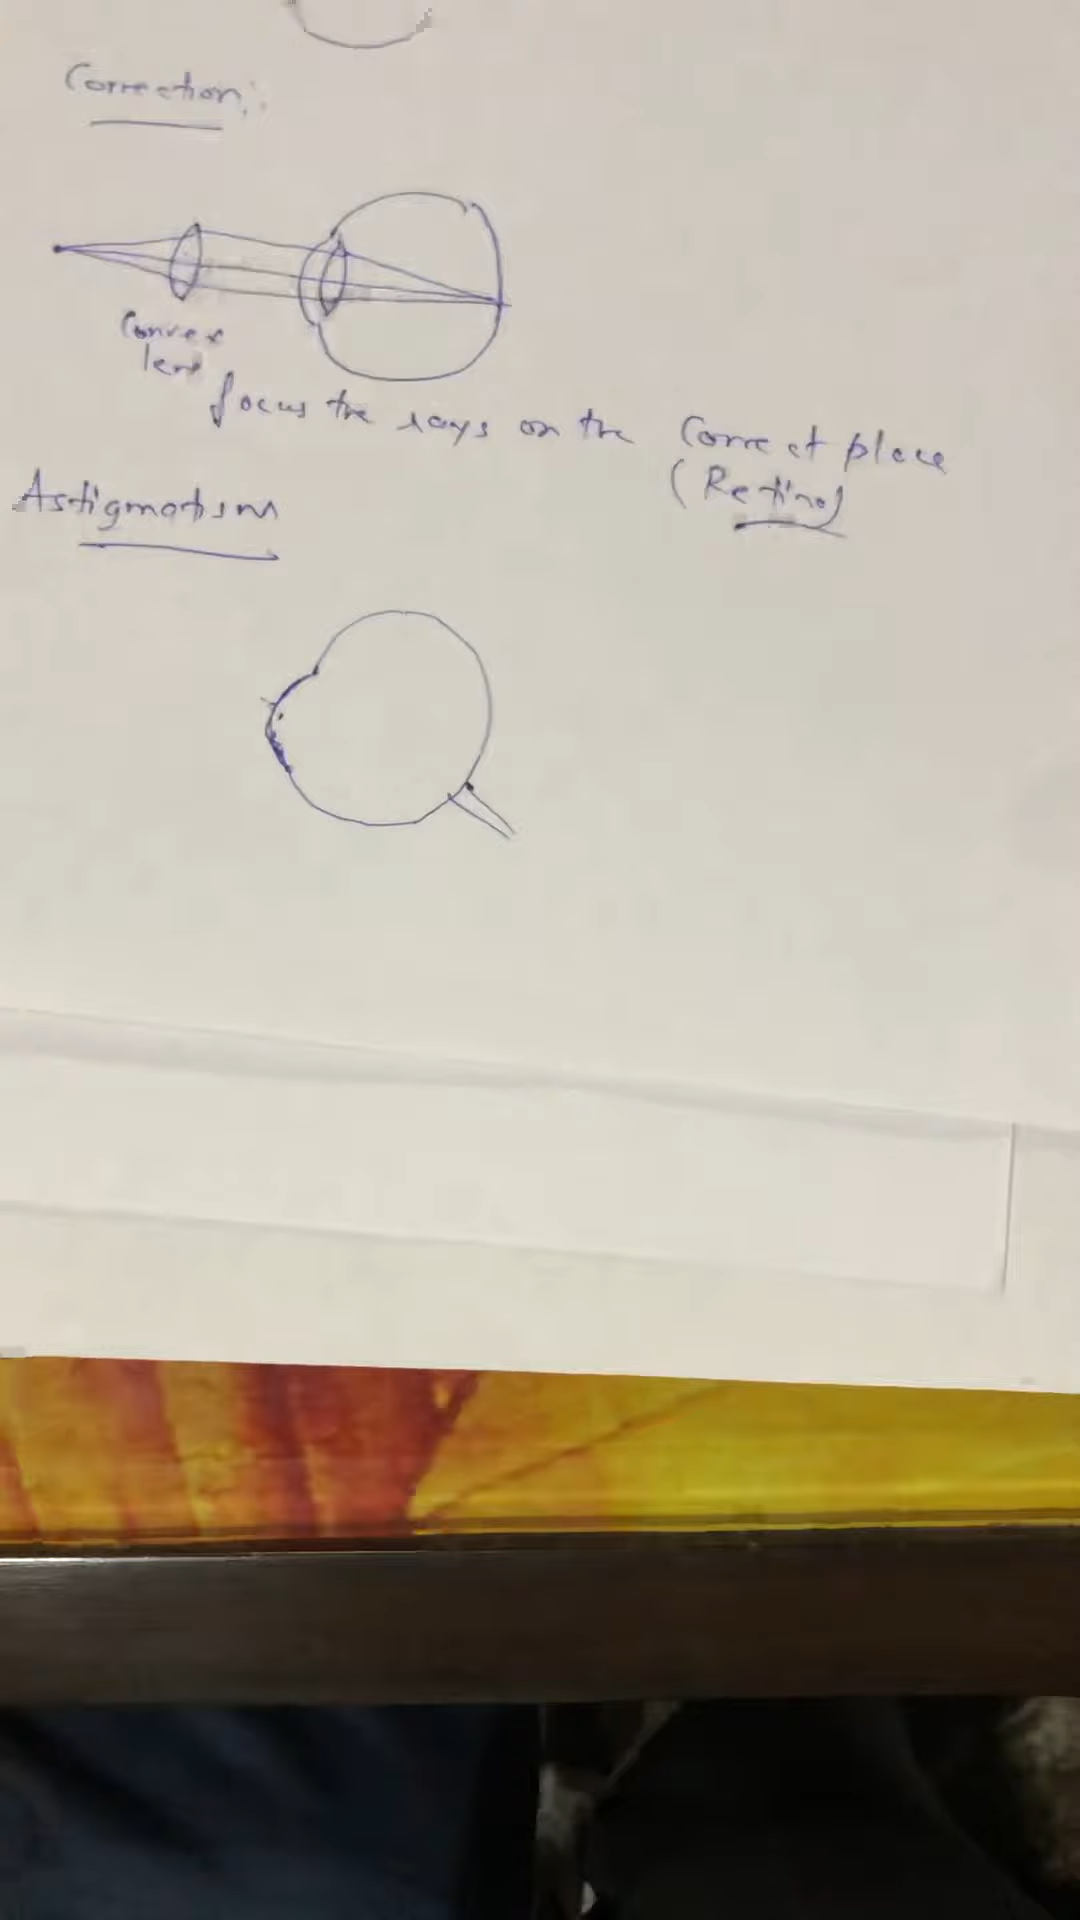 Correction:
Convex
lens
focus the rays on the Correct place
(Retina)
Astigmatism